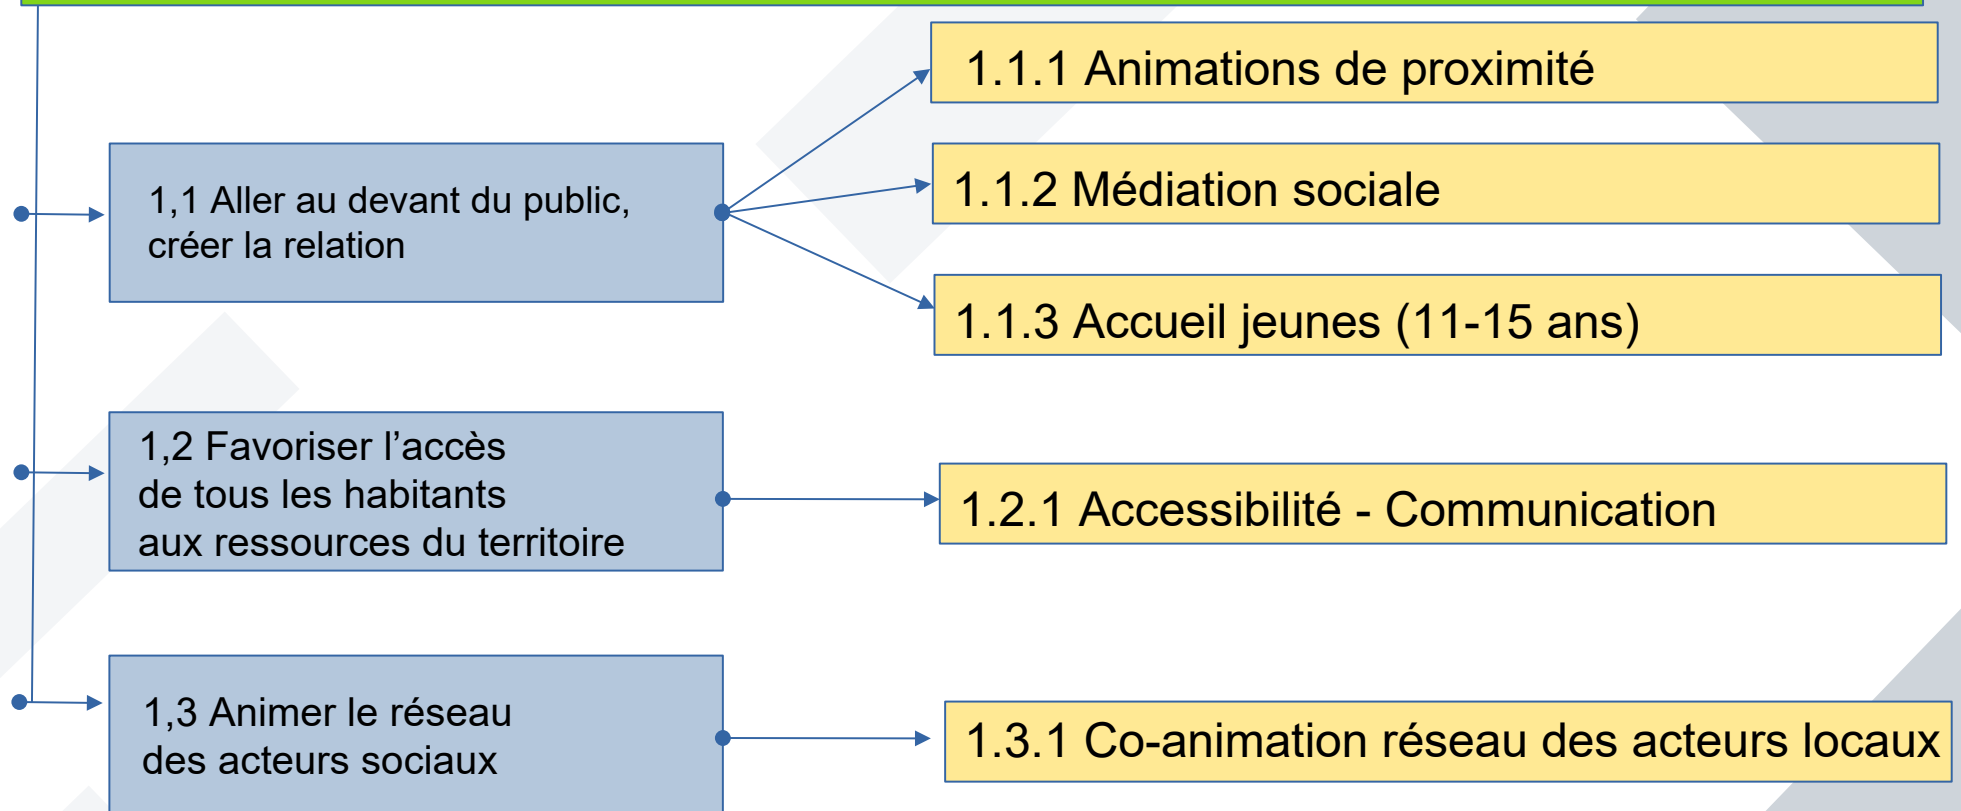 1.1.1 Animations de proximité
1,1 Aller au devant du public,
créer la relation
1.1.2 Médiation sociale
1.1.3 Accueil jeunes (11-15 ans)
1,2 Favoriser l’accès
de tous les habitants
aux ressources du territoire
1.2.1 Accessibilité - Communication
1,3 Animer le réseau
des acteurs sociaux
1.3.1 Co-animation réseau des acteurs locaux